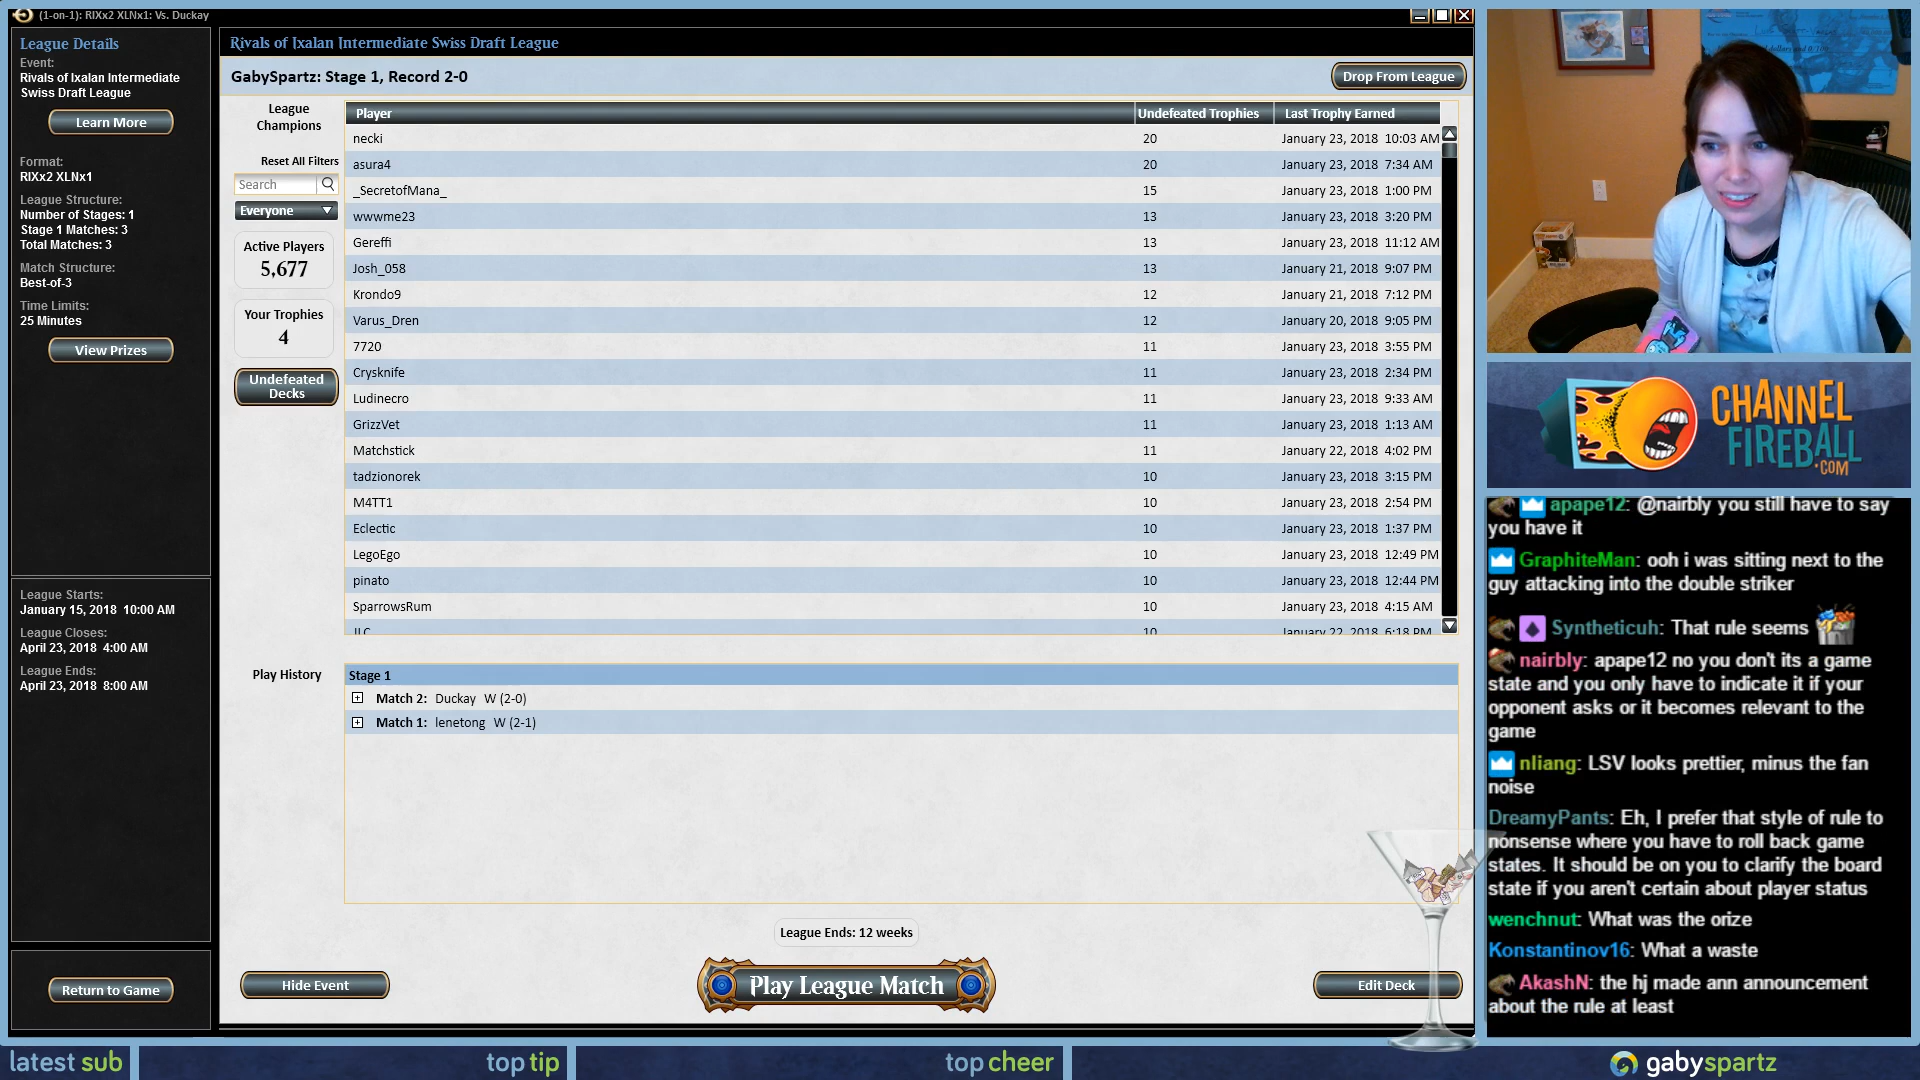 (1-on-1): RIXx2 XLNx1: Vs. Duckay
League Details
Event:
Rivals of Ixalan Intermediate
Swiss Draft League
Learn More
Format:
RIXx2 XLNx1
League Structure:
Number of Stages: 1
Stage 1 Matches: 3
Total Matches: 3
Match Structure:
Best-of-3
Time Limits:
25 Minutes
View Prizes
League Starts:
January 15, 2018 10:00 AM
League Closes:
April 23, 2018 4:00 AM
League Ends:
April 23, 2018 8:00 AM
Return to Game
Rivals of Ixalan Intermediate Swiss Draft League
GabySpartz: Stage 1, Record 2-0
Drop From League
League
Champions
Reset All Filters
Search
Everyone
Active Players
5,677
Your Trophies
4
Undefeated
Decks
Player Undefeated Trophies Last Trophy Earned
necki 20 January 23, 2018 10:03 AM
asura4 20 January 23, 2018 7:34 AM
_SecretofMana_ 15 January 23, 2018 1:00 PM
wwwme23 13 January 23, 2018 3:20 PM
Gereffi 13 January 23, 2018 11:12 AM
Josh_058 13 January 21, 2018 9:07 PM
Krondo9 12 January 21, 2018 7:12 PM
Varus_Dren 12 January 20, 2018 9:05 PM
7720 11 January 23, 2018 3:55 PM
Crysknife 11 January 23, 2018 2:34 PM
Ludinecro 11 January 23, 2018 9:33 AM
GrizzVet 11 January 23, 2018 1:13 AM
Matchstick 11 January 22, 2018 4:02 PM
tadzionorek 10 January 23, 2018 3:15 PM
M4TT1 10 January 23, 2018 2:54 PM
Eclectic 10 January 23, 2018 1:37 PM
LegoEgo 10 January 23, 2018 12:49 PM
pinato 10 January 23, 2018 12:44 PM
SparrowsRum 10 January 23, 2018 4:15 AM
10 January 22, 2018 6:18 PM
Play History
Stage 1
Match 2: Duckay W (2-0)
Match 1: lenetong W (2-1)
League Ends: 12 weeks
Hide Event
Play League Match
Edit Deck
CHANNEL
FIREBALL
.COM
apape12: @nairbly you still have to say
you have it
GraphiteMan: ooh i was sitting next to the
guy attacking into the double striker
Syntheticuh: That rule seems
nairbly: apape12 no you don't its a game
state and you only have to indicate it if your
opponent asks or it becomes relevant to the
game
nliang: LSV looks prettier, minus the fan
noise
DreamyPants: Eh, I prefer that style of rule to
nonsense where you have to roll back game
states. It should be on you to clarify the board
state if you aren't certain about player status
wenchnut: What was the orize
Konstantinov16: What a waste
AkashN: the hj made ann announcement
about the rule at least
latest sub
top tip
top cheer
gabyspartz